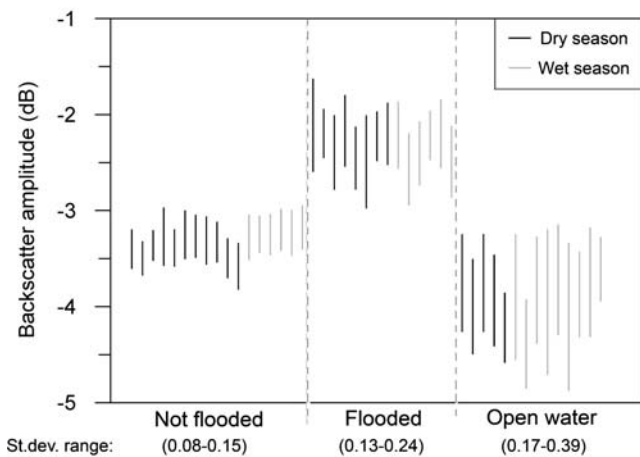 -1
Dry season
Wet season
-2
-3
-4
-5
Backscatter amplitude (dB)
Not flooded Flooded Open water
St.dev. range: (0.08-0.15) (0.13-0.24) (0.17-0.39)